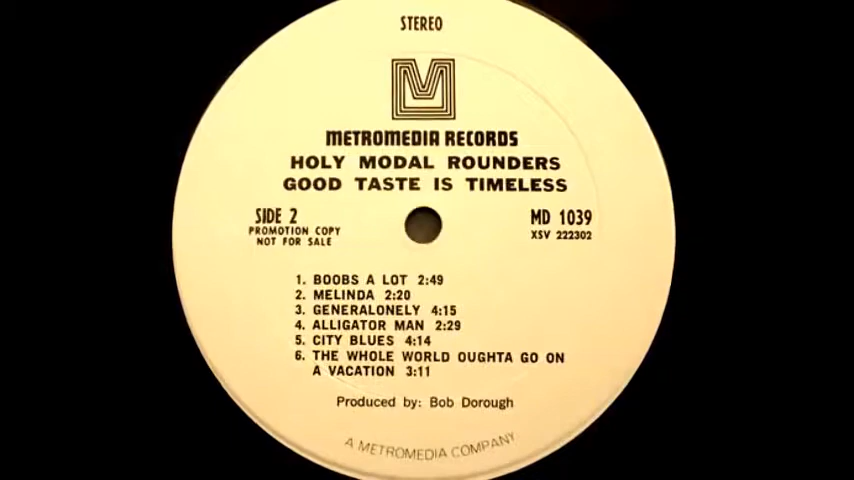 STEREO
METROMEDIA RECORDS
HOLY MODAL ROUNDERS
GOOD TASTE IS TIMELESS
SIDE 2
PROMOTION COPY
NOT FOR SALE
MD 1039
XSV 222302
1. BOOBS A LOT 2:49
2. MELINDA 2:20
3. GENERALONELY 4:15
4. ALLIGATOR MAN 2:29
5. CITY BLUES 4:14
6. THE WHOLE WORLD OUGHTA GO ON
A VACATION 3:11
Produced by: Bob Dorough
A METROMEDIA COMPANY